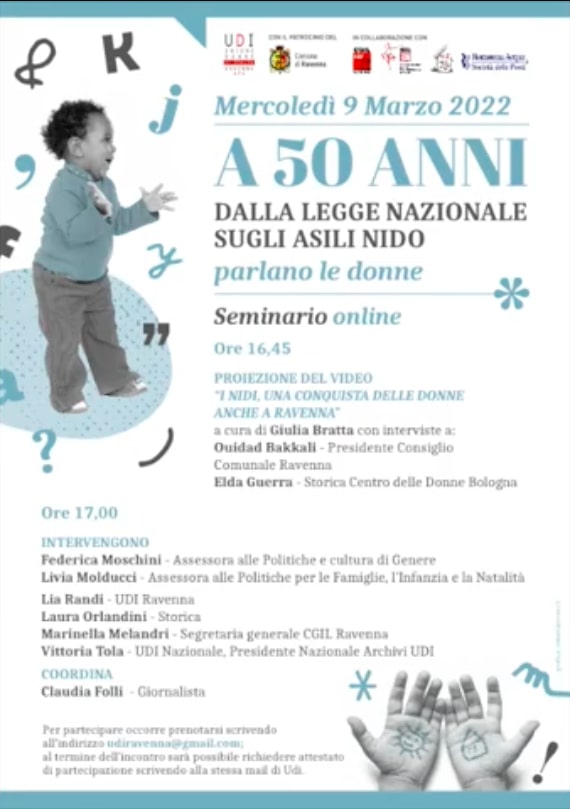 UDI
CON IL PATROCINIO DEL
IN COLLABORAZIONE CON
Comune
di Ravenna
Mercoledì 9 Marzo 2022
A 50 ANNI
DALLA LEGGE NAZIONALE
SUGLI ASILI NIDO
parlano le donne
Seminario online
Ore 16,45
PROIEZIONE DEL VIDEO
"I NIDI, UNA CONQUISTA DELLE DONNE
ANCHE A RAVENNA"
a cura di Giulia Bratta con interviste a:
Ouidad Bakkali - Presidente Consiglio
Comunale Ravenna
Elda Guerra - Storica Centro delle Donne Bologna
Ore 17,00
INTERVENGONO
Federica Moschini - Assessora alle Politiche e cultura di Genere
Livia Molducci - Assessora alle Politiche per le Famiglie, l'Infanzia e la Natalità
Lia Randi - UDI Ravenna
Laura Orlandini - Storica
Marinella Melandri - Segretaria generale CGIL Ravenna
Vittoria Tola - UDI Nazionale, Presidente Nazionale Archivi UDI
COORDINA
Claudia Folli - Giornalista
Per partecipare occorre prenotarsi scrivendo
all'indirizzo udiravenna@gmail.com;
al termine dell'incontro sarà possibile richiedere attestato
di partecipazione scrivendo alla stessa mail di Udi.